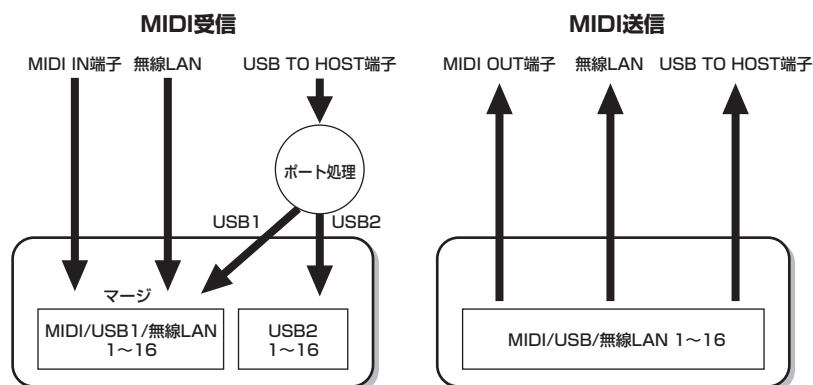 MIDI受信
MIDI IN端子 無線LAN USB TO HOST端子
ポート処理
USB1 USB2
マージ
MIDI/USB1/無線LAN
1～16
USB2
1～16
MIDI送信
MIDI OUT端子 無線LAN USB TO HOST端子
MIDI/USB/無線LAN 1～16